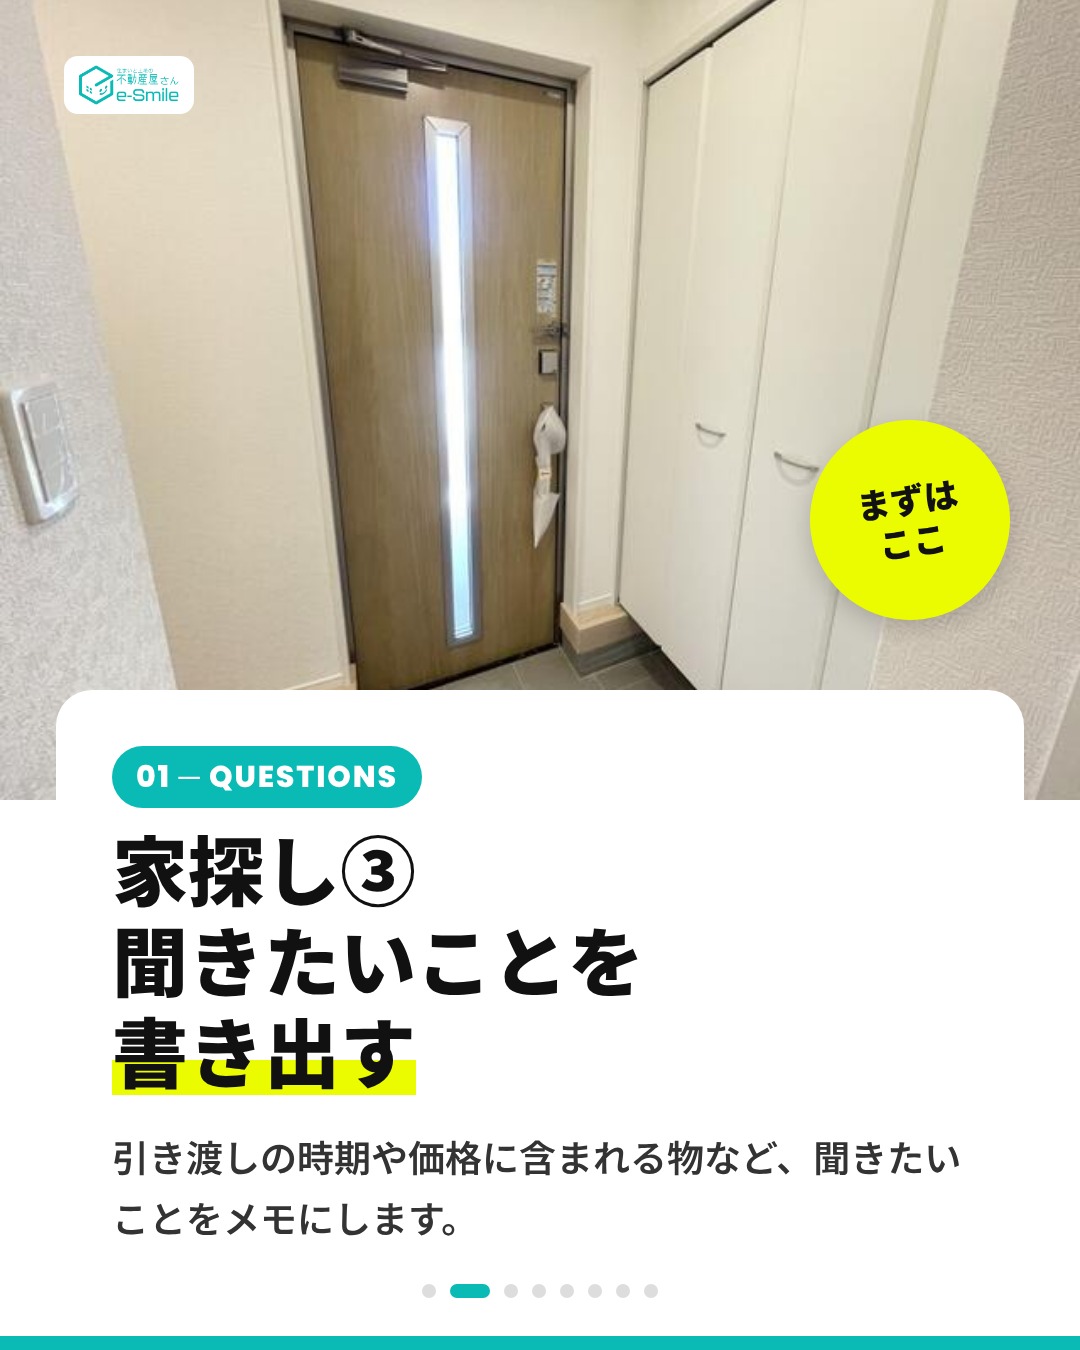 不動産屋さん
e-Smile
まずは
ここ
01 — QUESTIONS
家探し③
聞きたいことを
書き出す
引き渡しの時期や価格に含まれる物など、聞きたい
ことをメモにします。